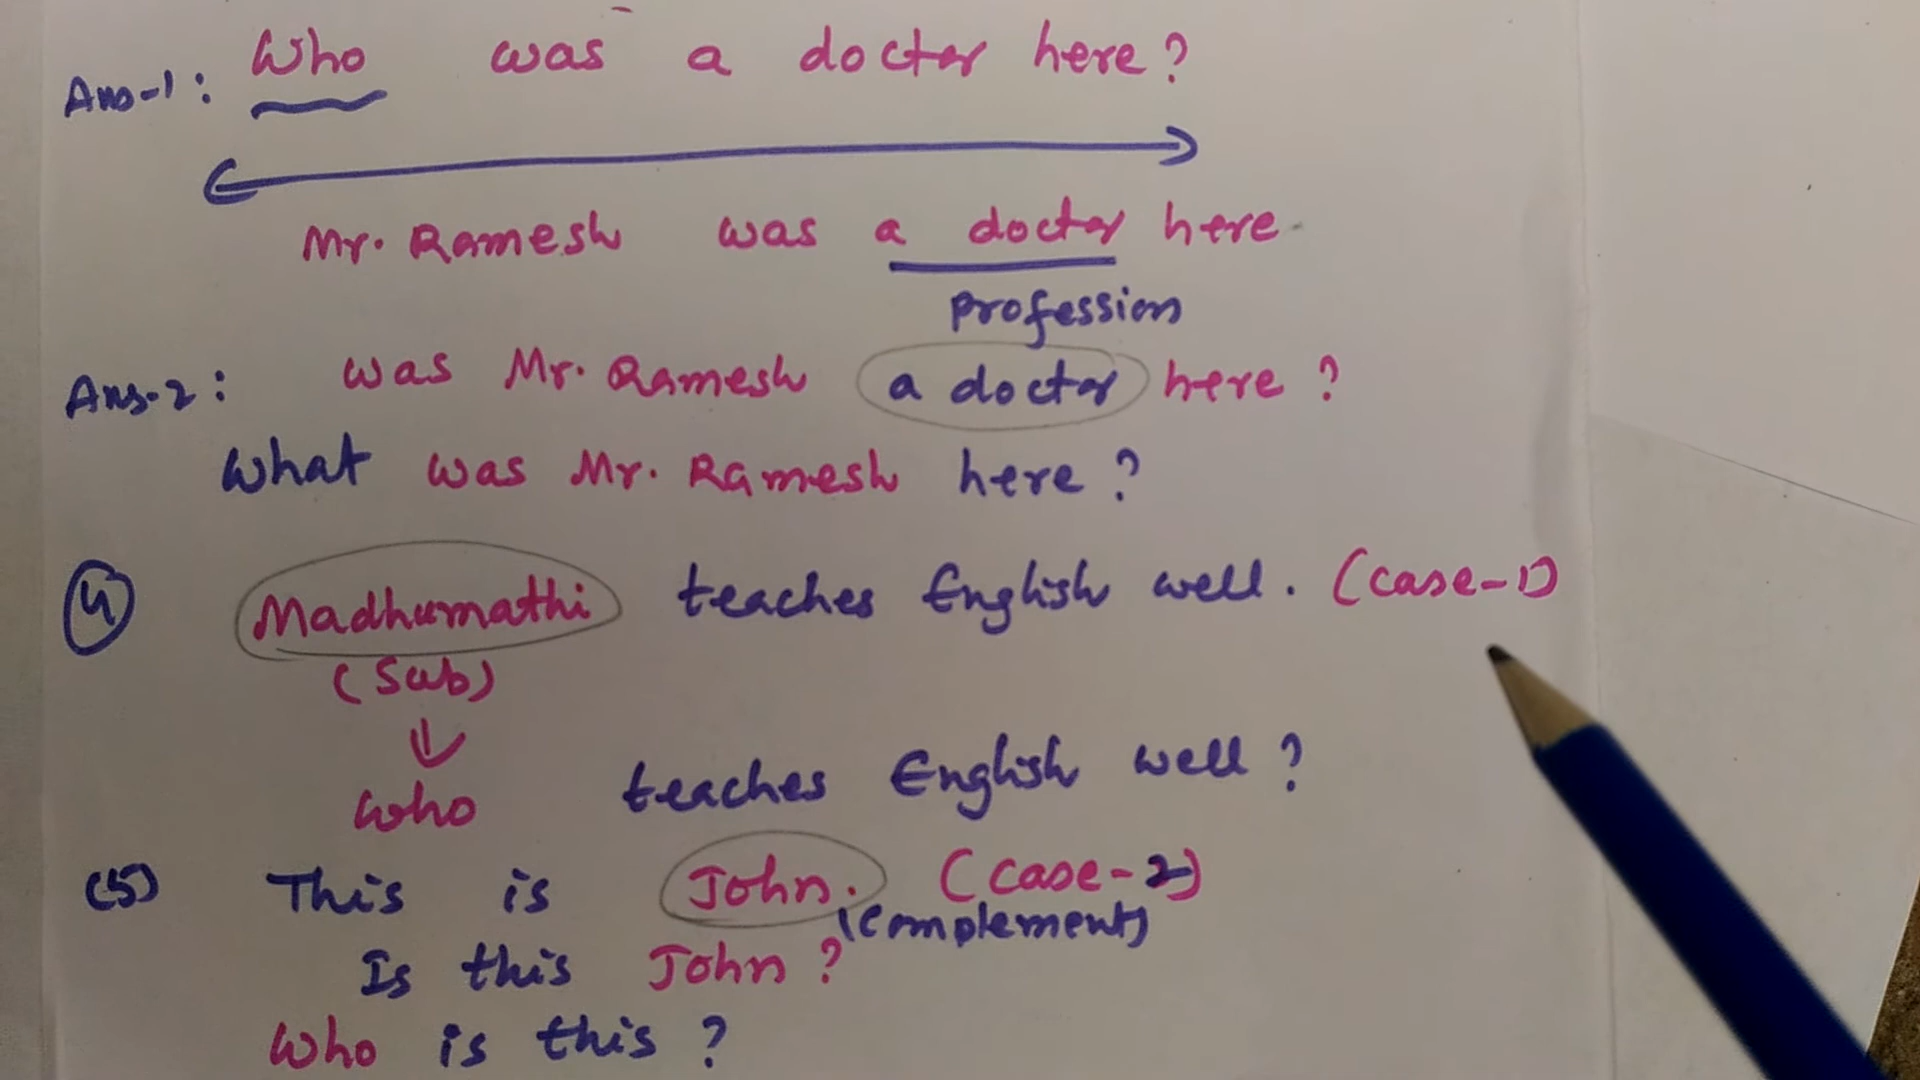 Ans-1: Who was a doctor here?
Mr. Ramesh was a doctor here.
Profession
Ans-2: was Mr. Ramesh a doctor here?
What was Mr. Ramesh here?
4 Madhumathi teaches English well. (case-1)
(Sub)
Who teaches English well?
(5) This is John. (case-2)
(Complement)
Is this John?
Who is this?